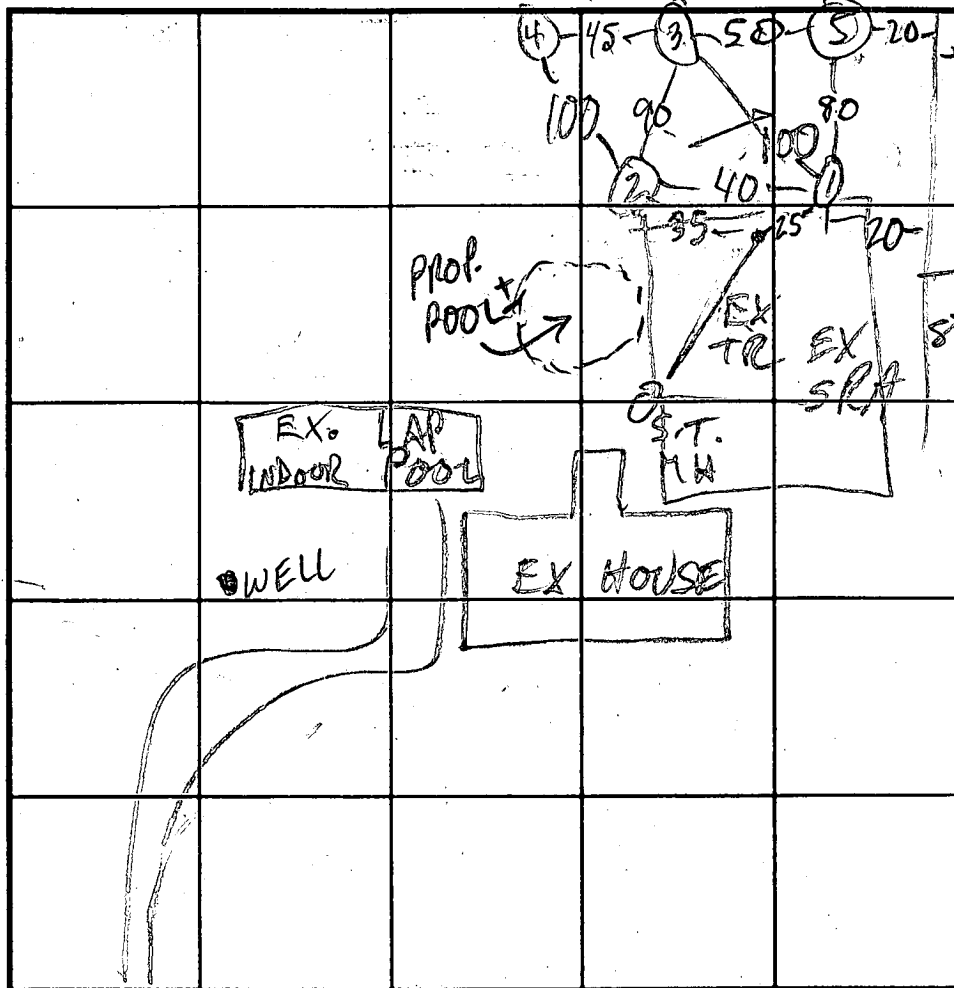 4 -45- 3 -50- 5 -20-
100 90 100 80
2 -40- 1
-35- 25 20-
PROP.
POOL
EX
TR
EX
SRA
8
EX. LAP
INDOOR POOL
S.T.
MH
WELL
EX HOUSE